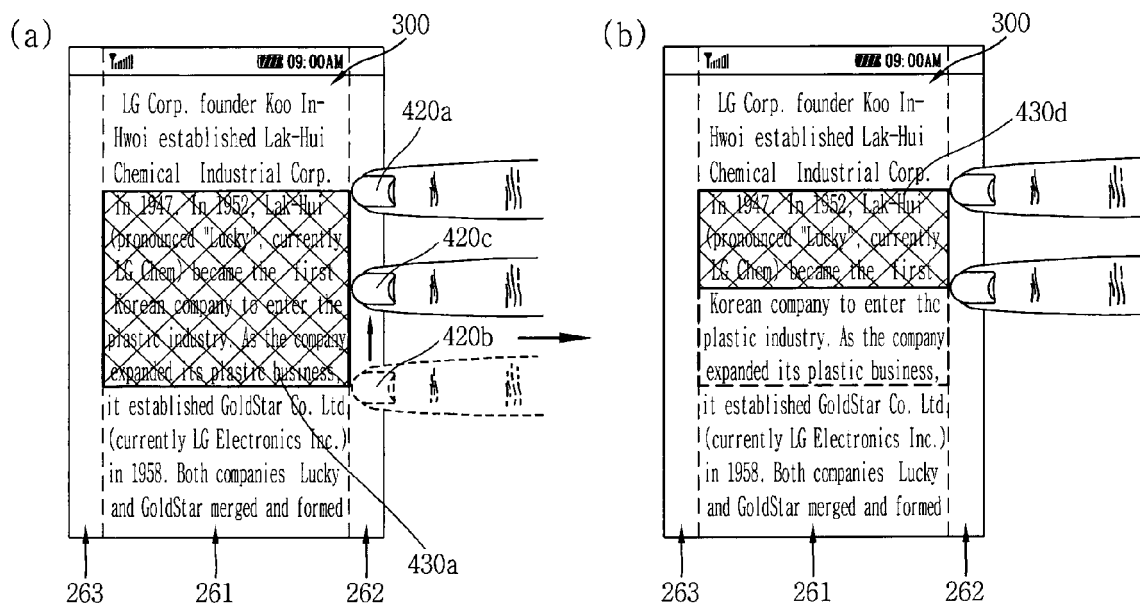 (a)
300
09:00AM
LG Corp. founder Koo In-
Hwoi established Lak-Hui
Chemical Industrial Corp.
In 1947. In 1952, Lak-Hui
(pronounced "Lucky", currently
LG Chem) became the first
Korean company to enter the
plastic industry. As the company
expanded its plastic business,
it established GoldStar Co. Ltd
(currently LG Electronics Inc.)
in 1958. Both companies Lucky
and GoldStar merged and formed
420a
420c
420b
430a
263
261
262
(b)
300
09:00AM
LG Corp. founder Koo In-
Hwoi established Lak-Hui
Chemical Industrial Corp.
In 1947. In 1952, Lak-Hui
(pronounced "Lucky", currently
LG Chem) became the first
Korean company to enter the
plastic industry. As the company
expanded its plastic business,
it established GoldStar Co. Ltd
(currently LG Electronics Inc.)
in 1958. Both companies Lucky
and GoldStar merged and formed
430d
263
261
262